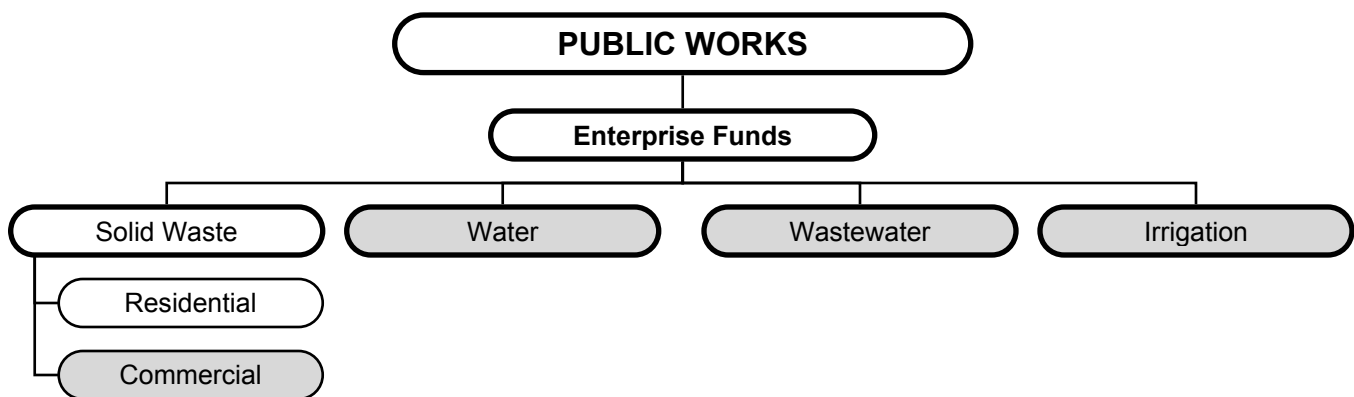 PUBLIC WORKS
Enterprise Funds
Solid Waste
Water
Wastewater
Irrigation
Residential
Commercial